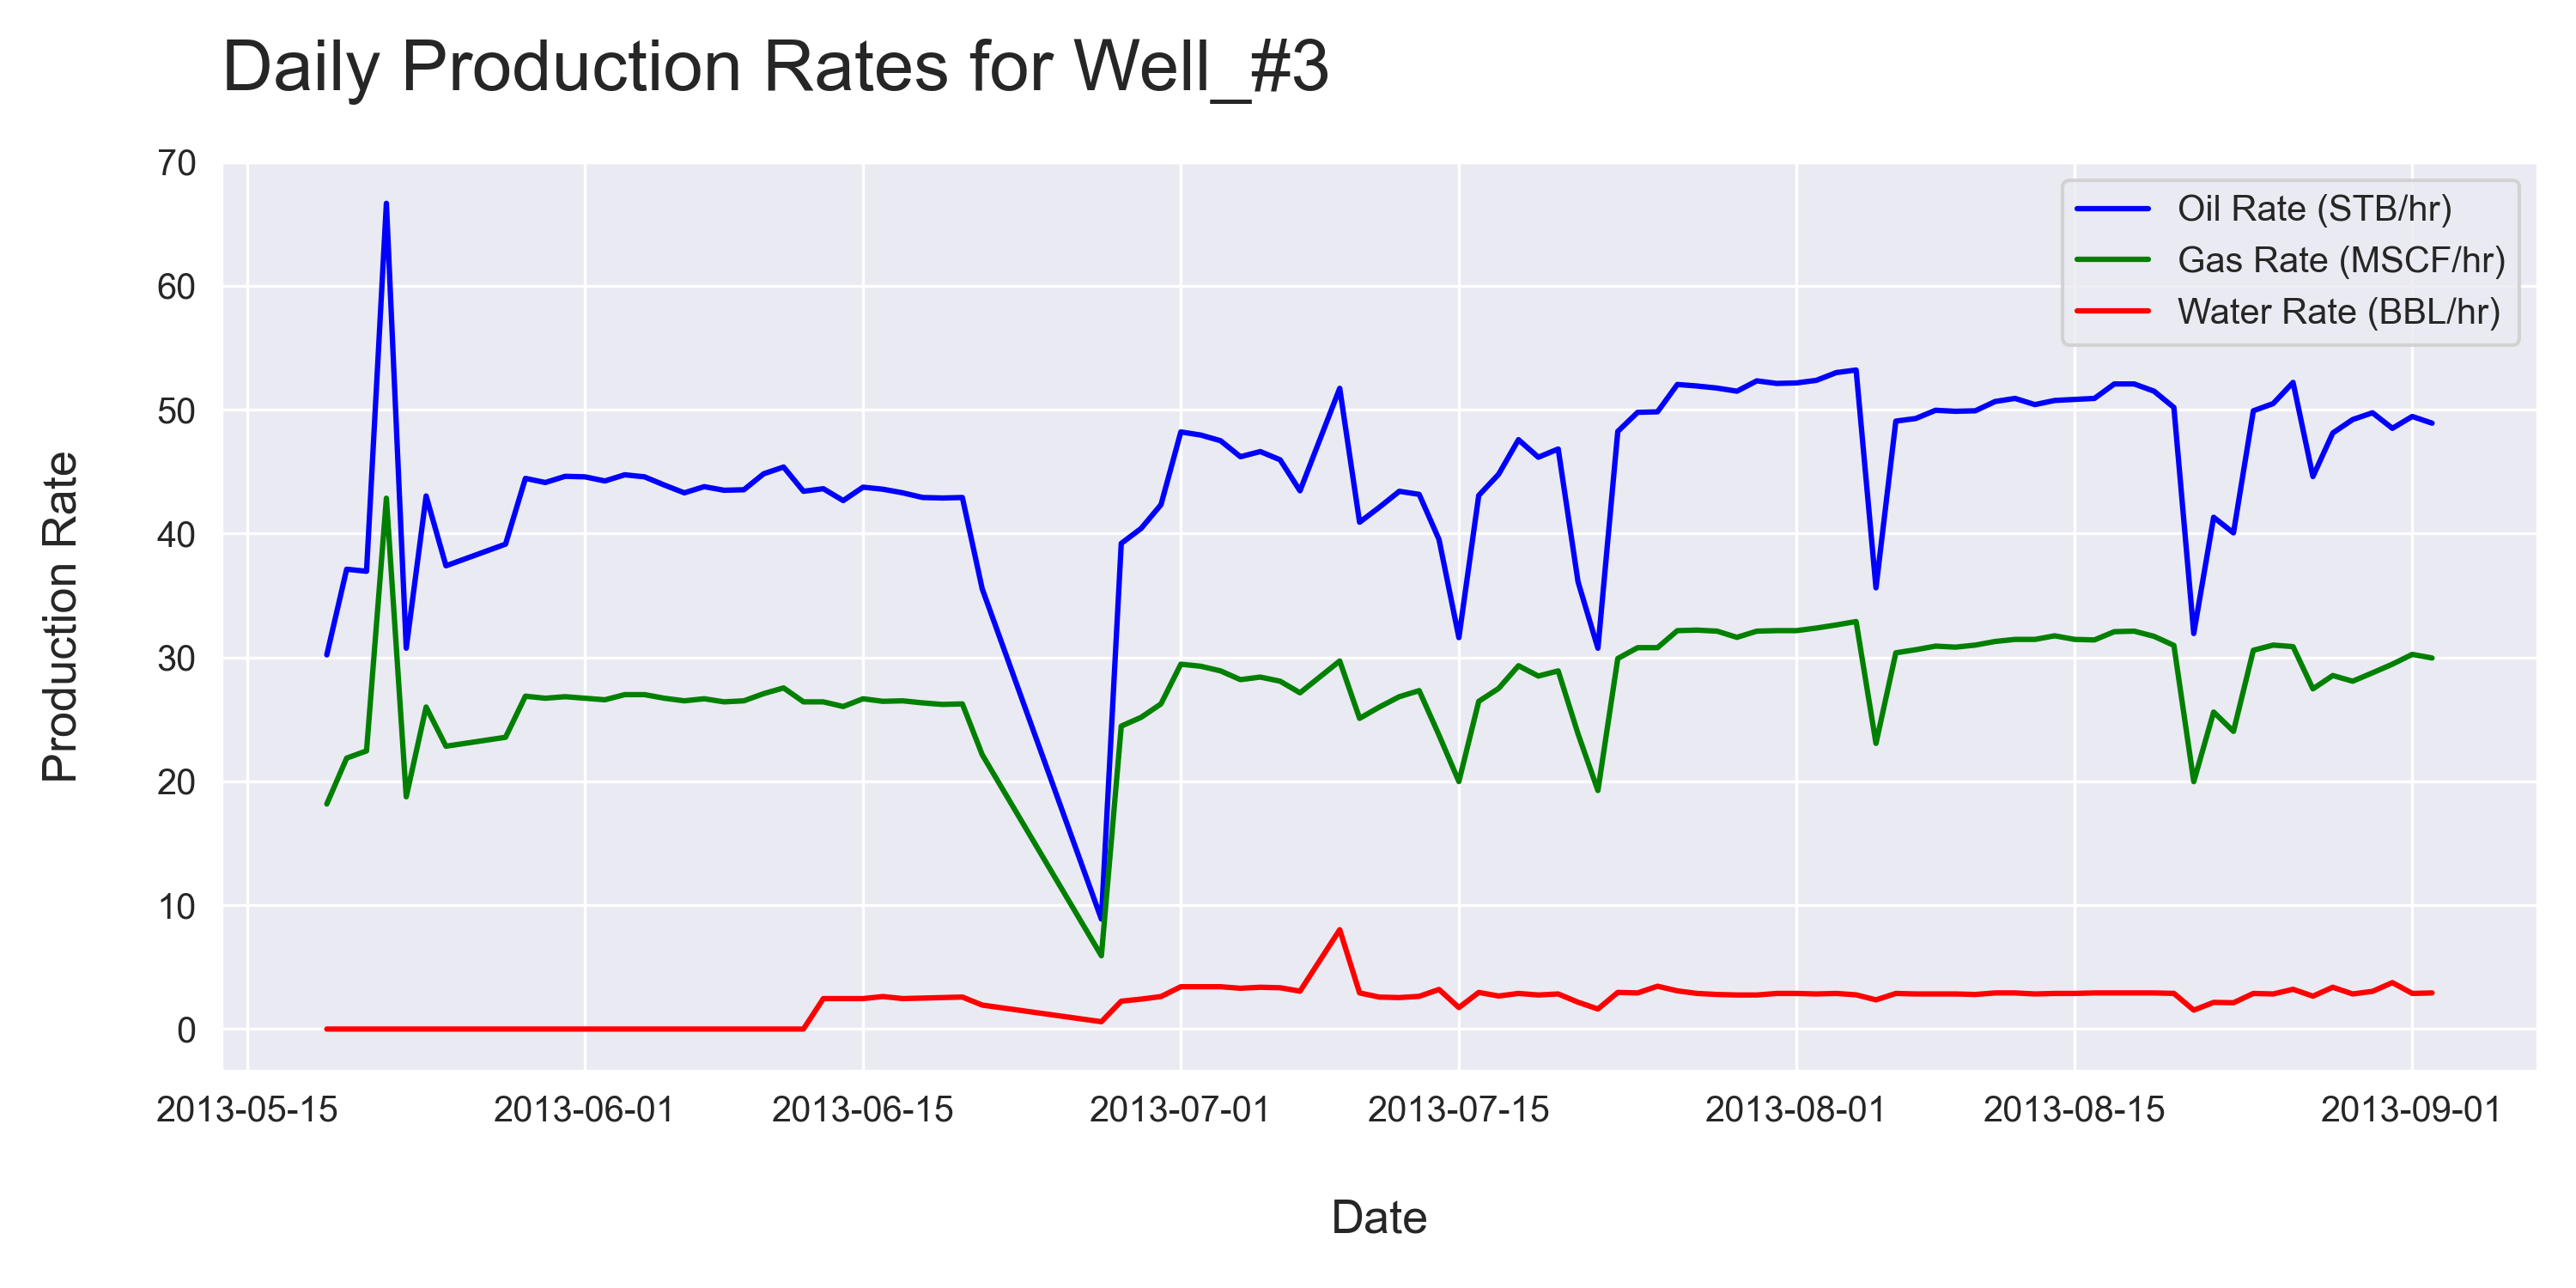 Daily Production Rates for Well_#3
70
60
50
40
30
20
10
0
Production Rate
Oil Rate (STB/hr)
Gas Rate (MSCF/hr)
Water Rate (BBL/hr)
2013-05-15 2013-06-01 2013-06-15 2013-07-01 2013-07-15 2013-08-01 2013-08-15 2013-09-01
Date